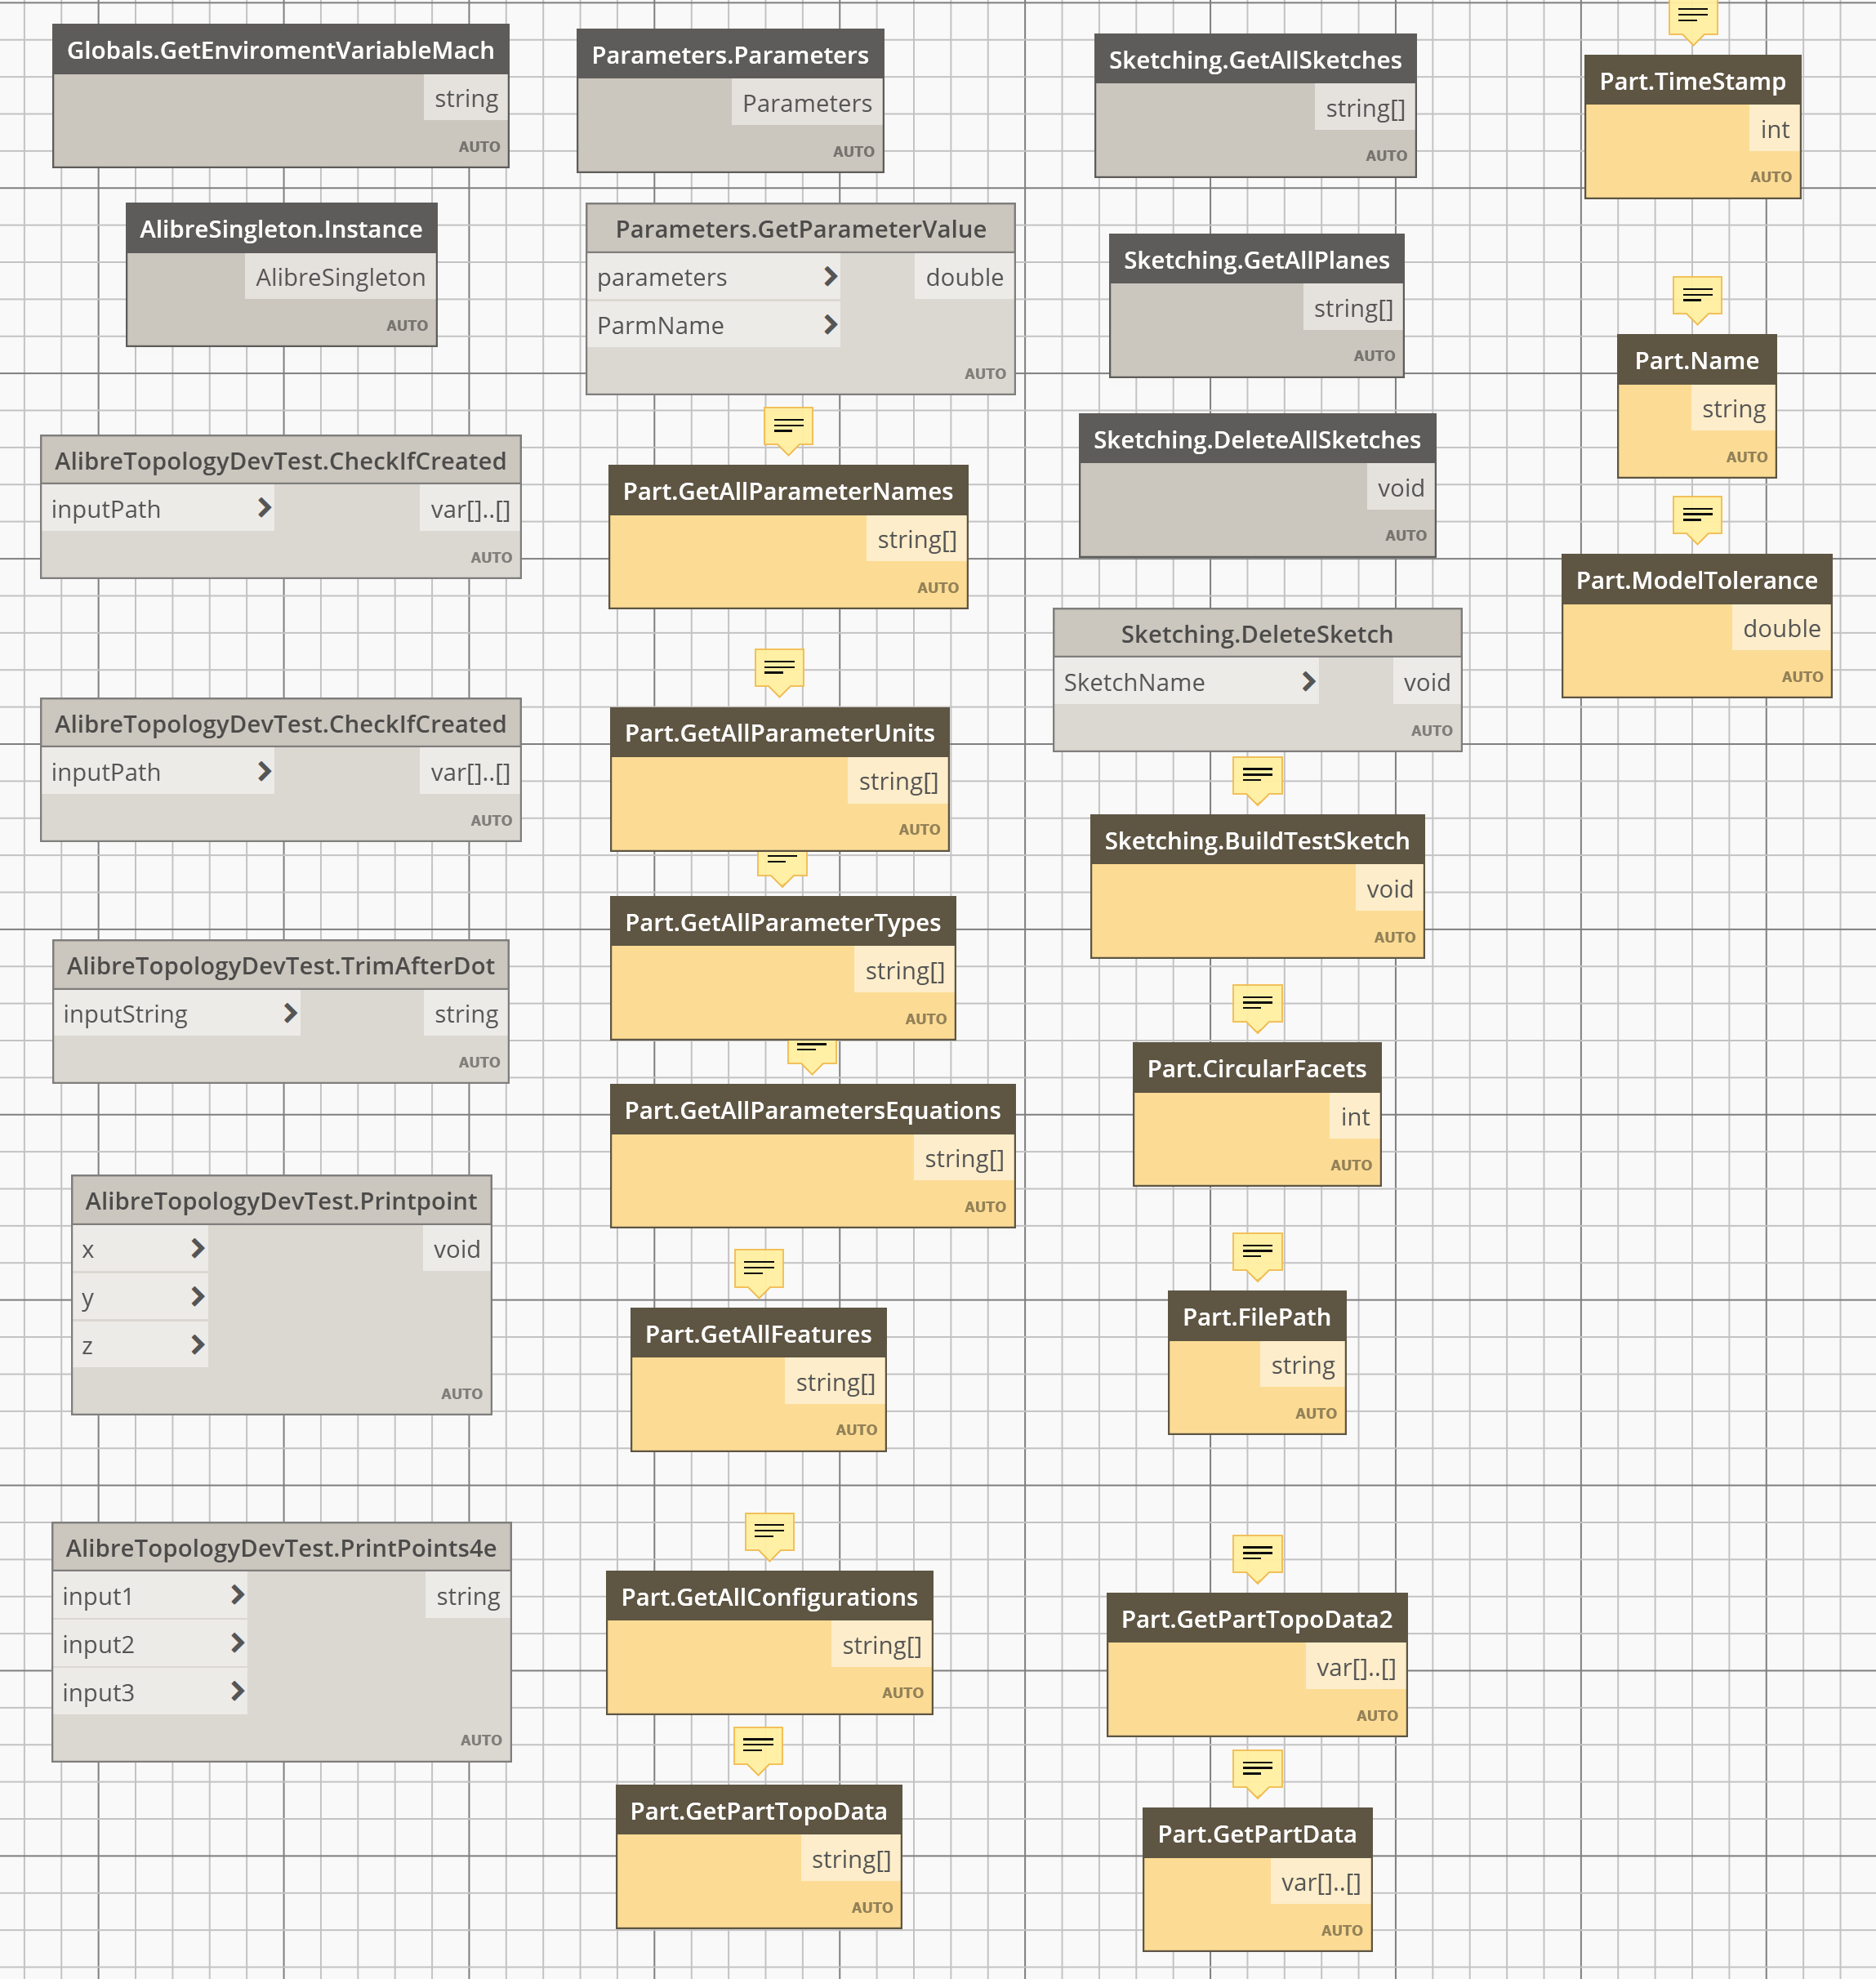 Globals.GetEnviromentVariableMach
string
AUTO
AlibreSingleton.Instance
AlibreSingleton
AUTO
AlibreTopologyDevTest.CheckIfCreated
inputPath > var[]..[]
AUTO
AlibreTopologyDevTest.CheckIfCreated
inputPath > var[]..[]
AUTO
AlibreTopologyDevTest.TrimAfterDot
inputString > string
AUTO
AlibreTopologyDevTest.Printpoint
x > void
y >
z >
AUTO
AlibreTopologyDevTest.PrintPoints4e
input1 > string
input2 >
input3 >
AUTO
Parameters.Parameters
Parameters
AUTO
Parameters.GetParameterValue
parameters > double
ParmName >
AUTO
Part.GetAllParameterNames
string[]
AUTO
Part.GetAllParameterUnits
string[]
AUTO
Part.GetAllParameterTypes
string[]
AUTO
Part.GetAllParametersEquations
string[]
AUTO
Part.GetAllFeatures
string[]
AUTO
Part.GetAllConfigurations
string[]
AUTO
Part.GetPartTopoData
string[]
AUTO
Sketching.GetAllSketches
string[]
AUTO
Sketching.GetAllPlanes
string[]
AUTO
Sketching.DeleteAllSketches
void
AUTO
Sketching.DeleteSketch
SketchName > void
AUTO
Sketching.BuildTestSketch
void
AUTO
Part.CircularFacets
int
AUTO
Part.FilePath
string
AUTO
Part.GetPartTopoData2
var[]..[]
AUTO
Part.GetPartData
var[]..[]
AUTO
Part.TimeStamp
int
AUTO
Part.Name
string
AUTO
Part.ModelTolerance
double
AUTO